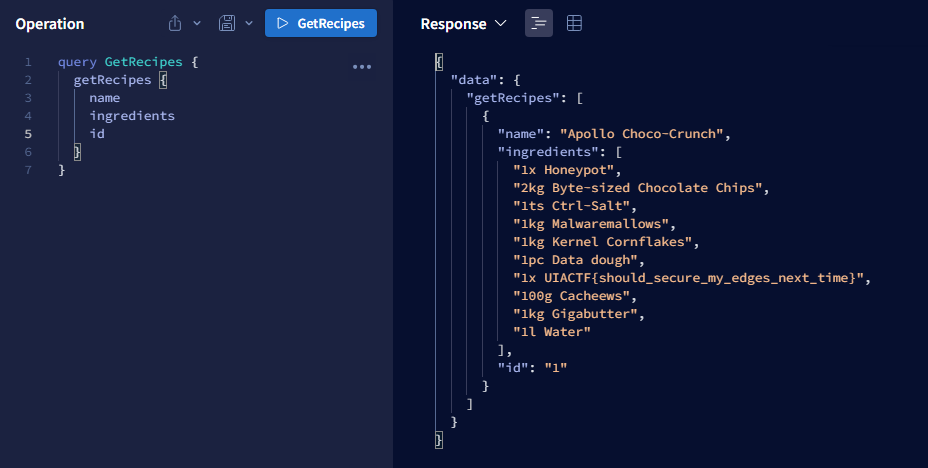 Operation
GetRecipes
1 query GetRecipes {
2 getRecipes {
3 name
4 ingredients
5 id
6 }
7 }
Response
{
"data": {
"getRecipes": [
{
"name": "Apollo Choco-Crunch",
"ingredients": [
"1x Honeypot",
"2kg Byte-sized Chocolate Chips",
"1ts Ctrl-Salt",
"1kg Malwaremallows",
"1kg Kernel Cornflakes",
"1pc Data dough",
"1x UIACTF{should_secure_my_edges_next_time}",
"100g Cacheews",
"1kg Gigabutter",
"1l Water"
],
"id": "1"
}
]
}
}